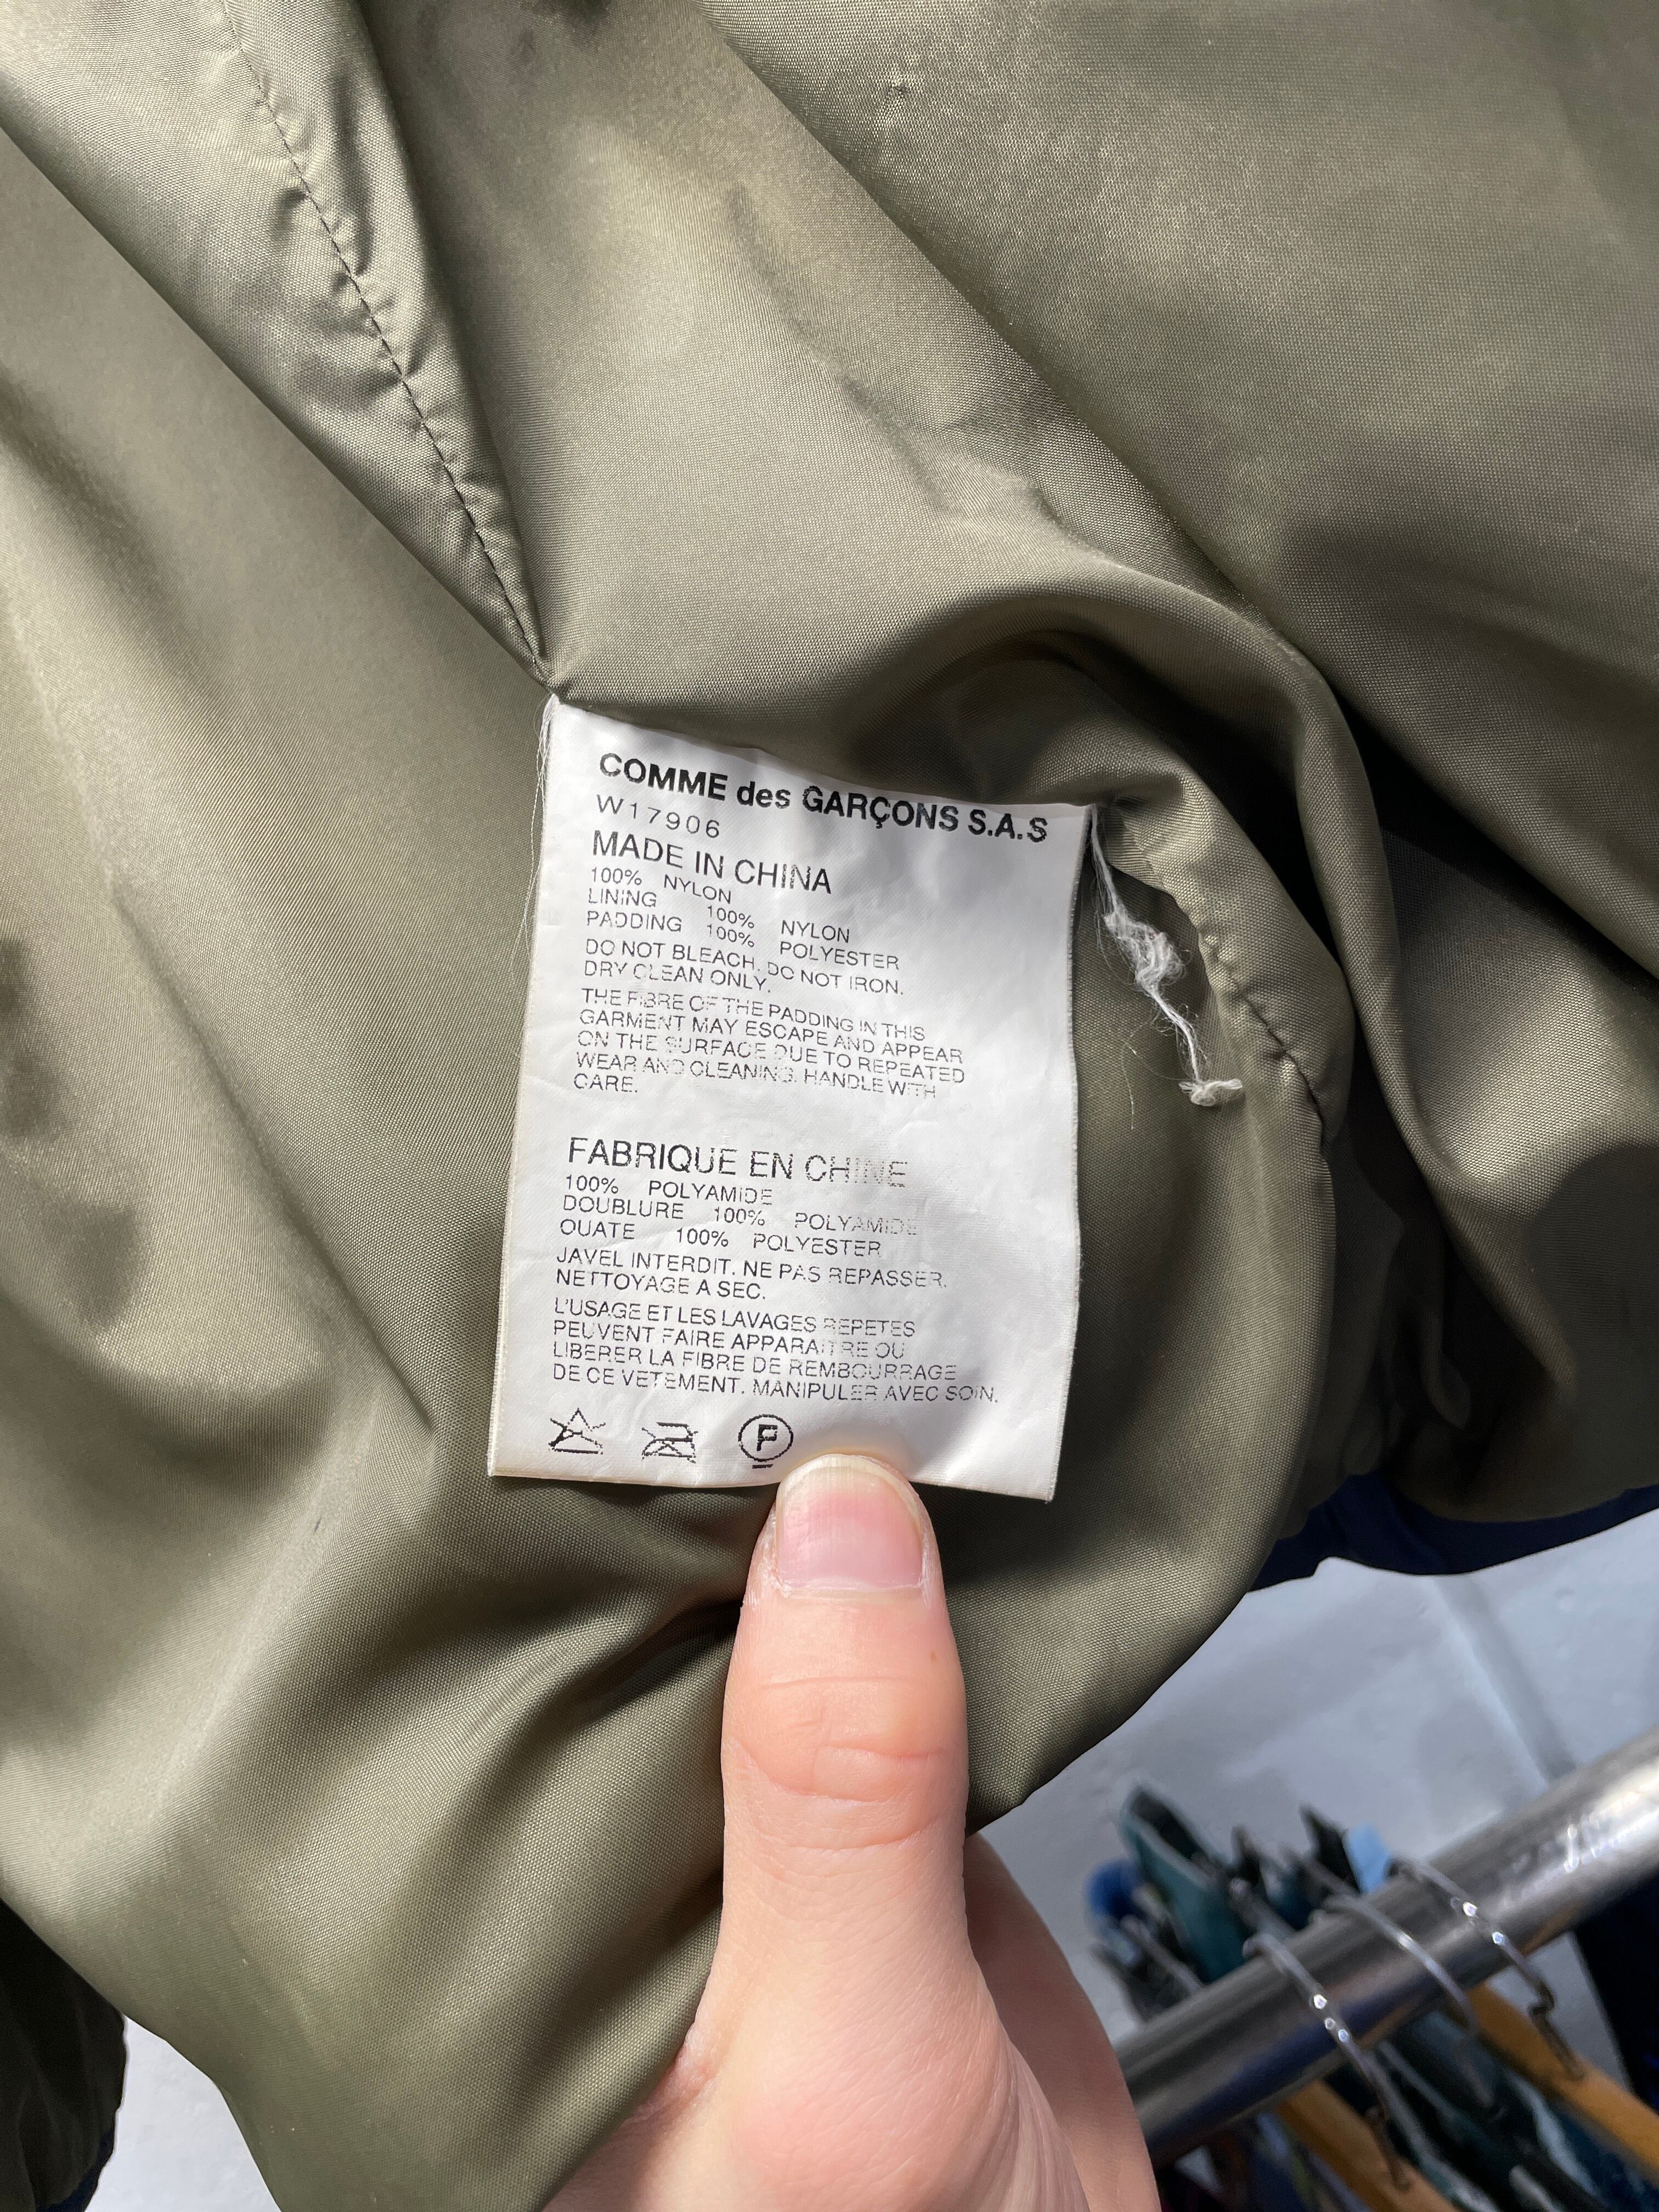 COMME des GARÇONS S.A.S
W17906
MADE IN CHINA
100% NYLON
LINING 100% NYLON
PADDING 100% POLYESTER
DO NOT BLEACH. DO NOT IRON.
DRY CLEAN ONLY.
THE FIBRE OF THE PADDING IN THIS
GARMENT MAY ESCAPE AND APPEAR
ON THE SURFACE DUE TO REPEATED
WEAR AND CLEANING. HANDLE WITH
CARE.
FABRIQUE EN CHINE
100% POLYAMIDE
DOUBLURE 100% POLYAMIDE
OUATE 100% POLYESTER
JAVEL INTERDIT. NE PAS REPASSER.
NETTOYAGE A SEC.
L'USAGE ET LES LAVAGES REPETES
PEUVENT FAIRE APPARAITRE OU
LIBERER LA FIBRE DE REMBOURRAGE
DE CE VETEMENT. MANIPULER AVEC SOIN.
F